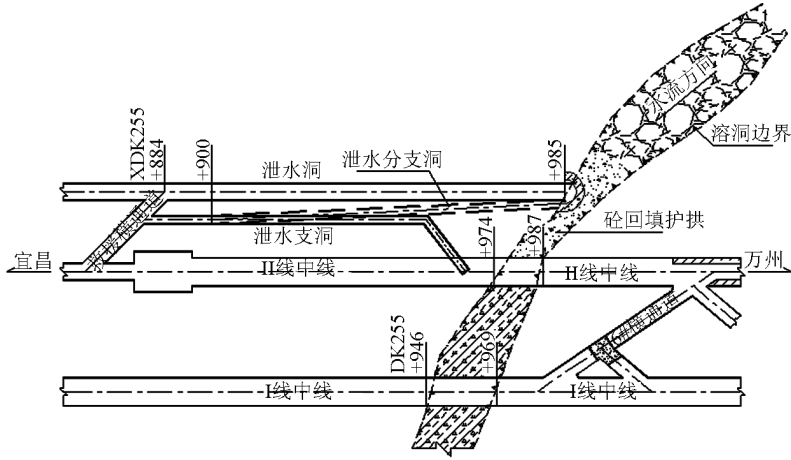 水流方向
溶洞边界
XDK255
+884
+900
泄水洞
泄水分支洞
+985
砼回填护拱
泄水支洞
+974
+987
宜昌
II线中线
H线中线
万州
DK255
+946
+969
I线中线
I线中线